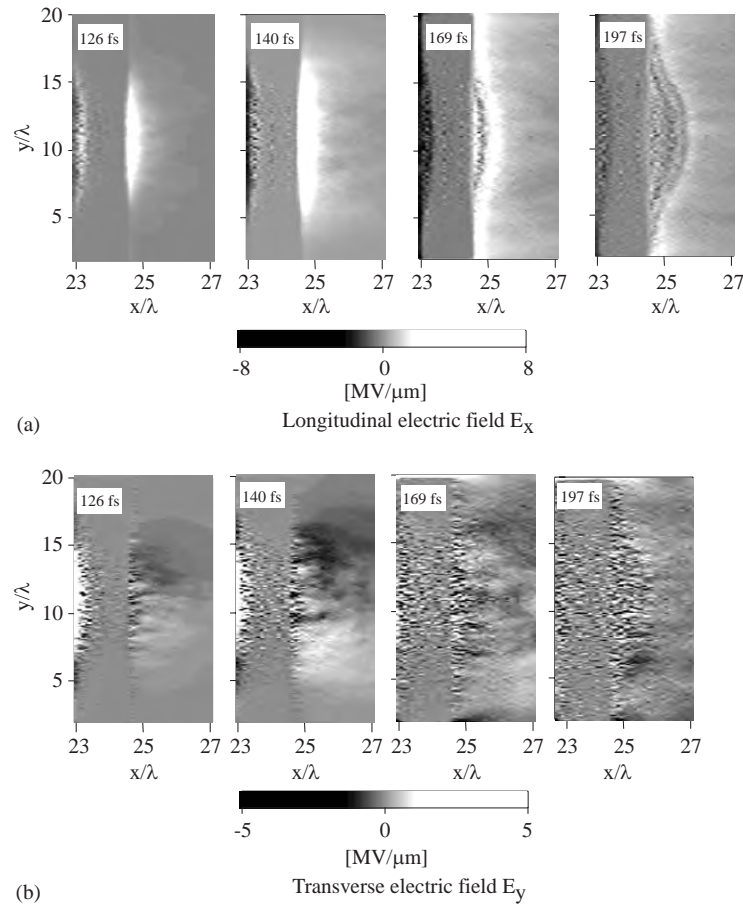 20
15
10
5
y/λ
126 fs
140 fs
169 fs
197 fs
23 25 27
23 25 27
23 25 27
23 25 27
x/λ
x/λ
x/λ
x/λ
-8 0 8
[MV/μm]
(a) Longitudinal electric field Ex
20
15
10
5
y/λ
126 fs
140 fs
169 fs
197 fs
23 25 27
23 25 27
23 25 27
23 25 27
x/λ
x/λ
x/λ
x/λ
-5 0 5
[MV/μm]
(b) Transverse electric field Ey